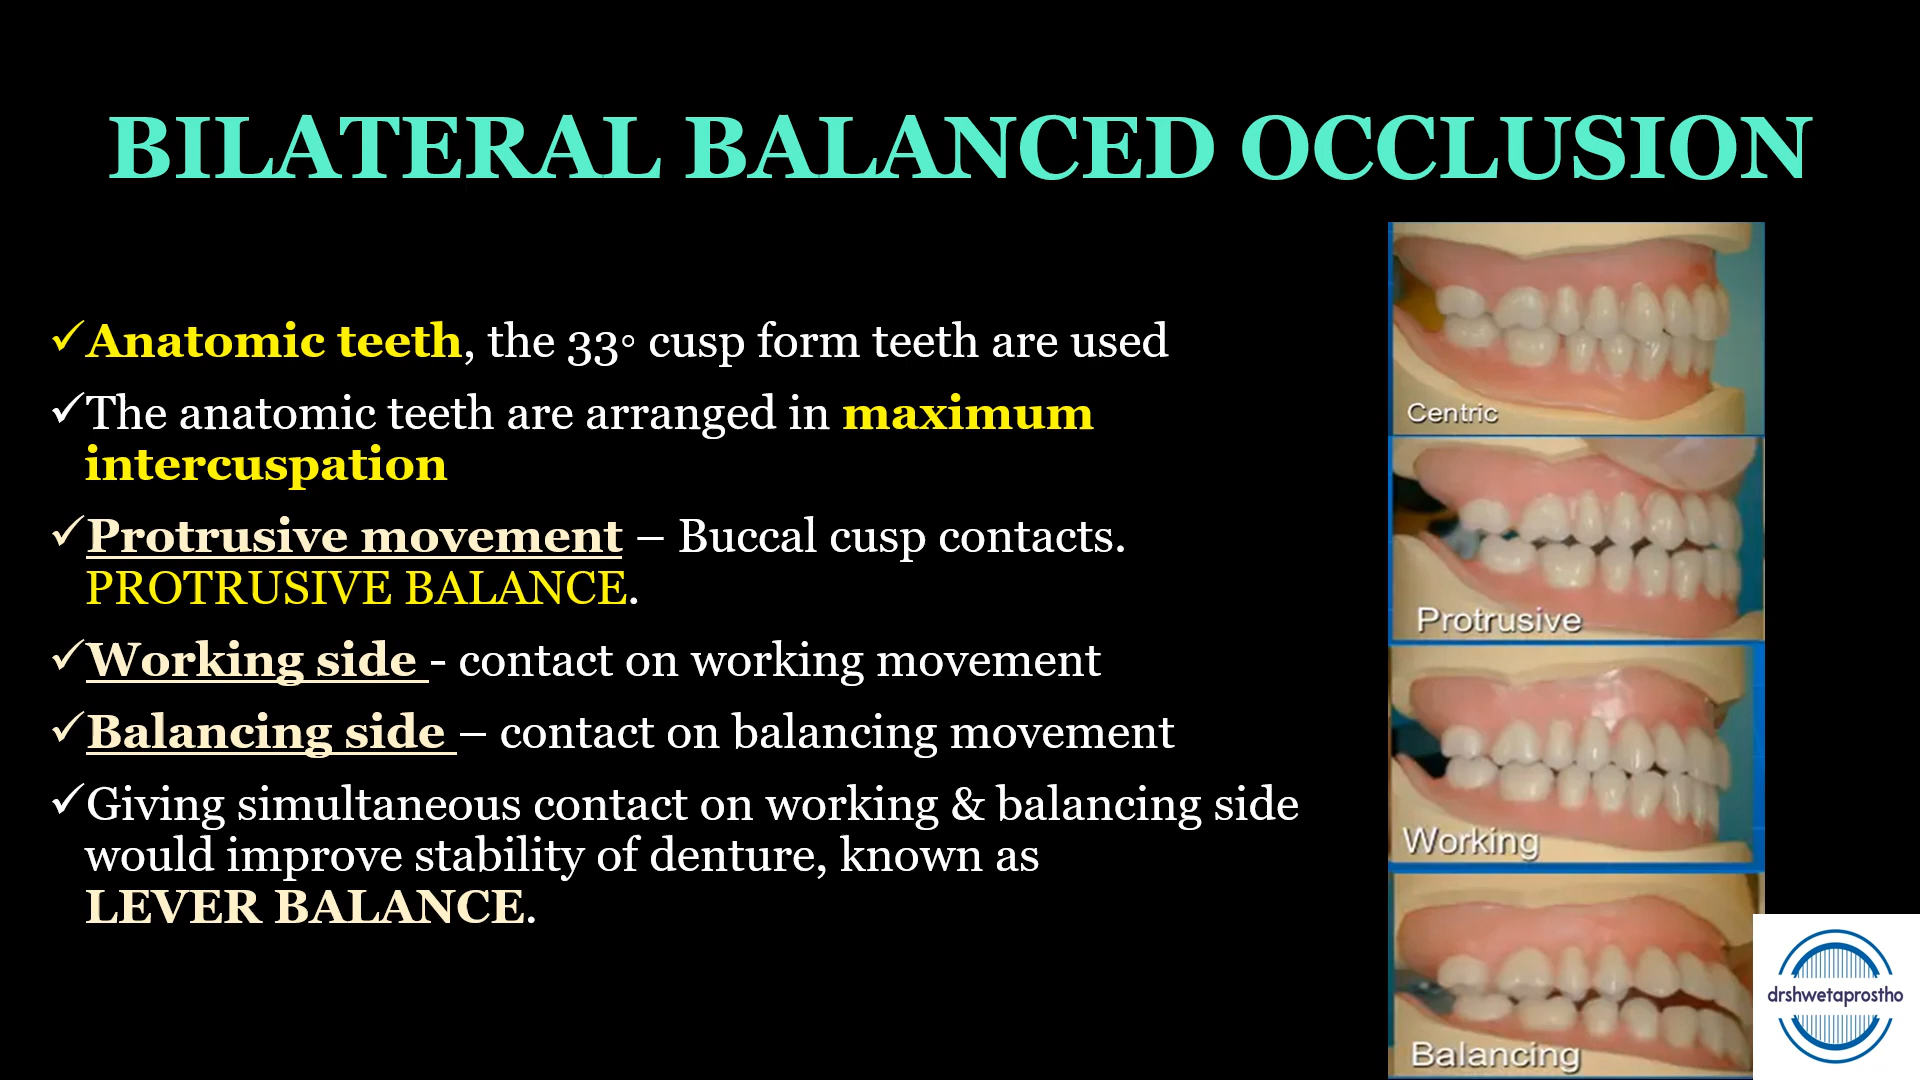 BILATERAL BALANCED OCCLUSION
✓Anatomic teeth, the 33◦ cusp form teeth are used
✓The anatomic teeth are arranged in maximum
intercuspation
✓Protrusive movement – Buccal cusp contacts.
PROTRUSIVE BALANCE.
✓Working side - contact on working movement
✓Balancing side – contact on balancing movement
✓Giving simultaneous contact on working & balancing side
would improve stability of denture, known as
LEVER BALANCE.
Centric
Protrusive
Working
Balancing
drshwetaprostho